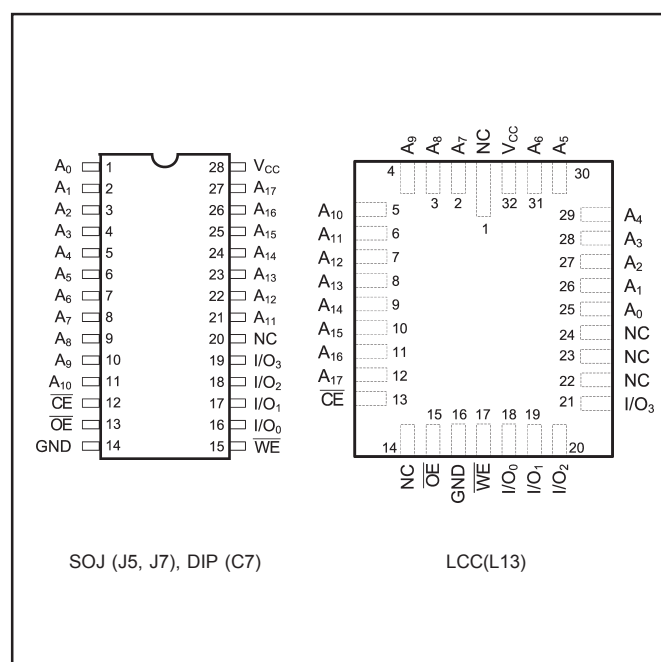 A0 1 28 VCC
A1 2 27 A17
A2 3 26 A16
A3 4 25 A15
A4 5 24 A14
A5 6 23 A13
A6 7 22 A12
A7 8 21 A11
A8 9 20 NC
A9 10 19 I/O3
A10 11 18 I/O2
C̅E̅ 12 17 I/O1
O̅E̅ 13 16 I/O0
GND 14 15 W̅E̅
SOJ (J5, J7), DIP (C7)
A9 A8 A7 NC VCC A6 A5
4 3 2 1 32 31 30
A10 5 29 A4
A11 6 28 A3
A12 7 27 A2
A13 8 26 A1
A14 9 25 A0
A15 10 24 NC
A16 11 23 NC
A17 12 22 NC
C̅E̅ 13 21 I/O3
14 15 16 17 18 19 20
NC O̅E̅ GND W̅E̅ I/O0 I/O1 I/O2
LCC(L13)